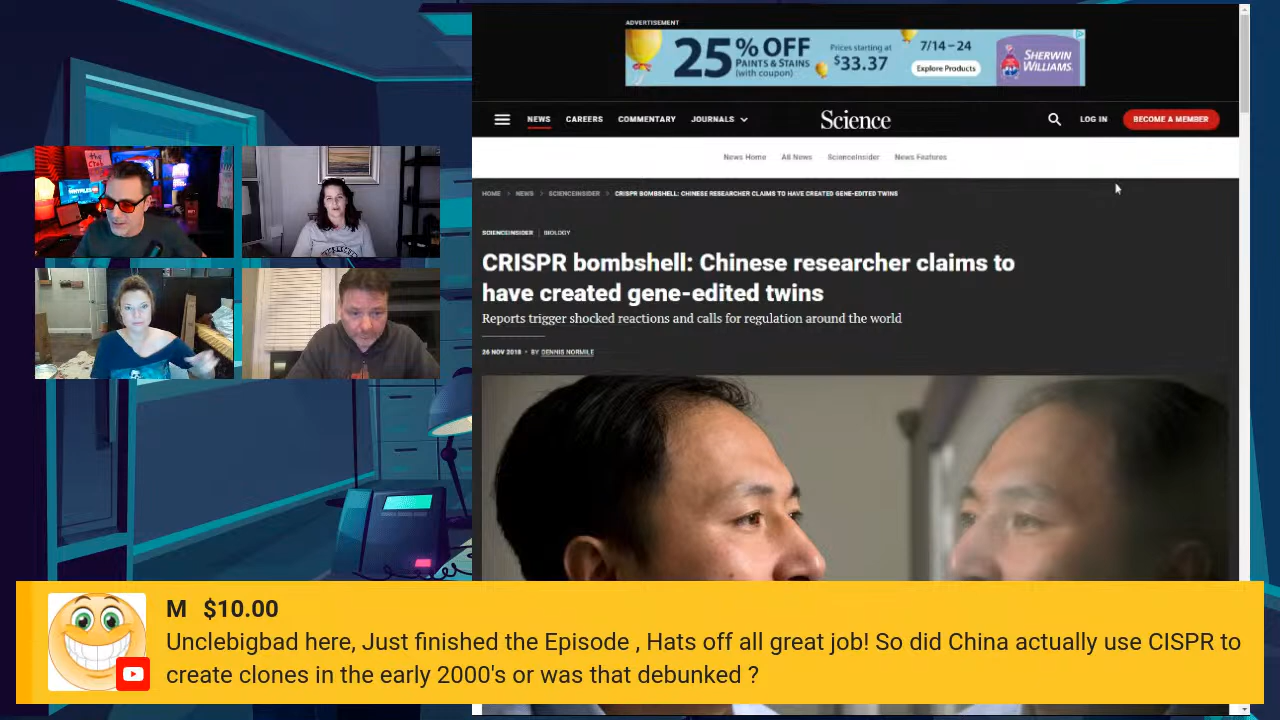 ADVERTISEMENT
25% OFF
PAINTS & STAINS
(with coupon)
Prices starting at
$33.37
7/14–24
Explore Products
SHERWIN
WILLIAMS
NEWS CAREERS COMMENTARY JOURNALS
Science
LOG IN BECOME A MEMBER
News Home All News ScienceInsider News Features
HOME > NEWS > SCIENCEINSIDER > CRISPR BOMBSHELL: CHINESE RESEARCHER CLAIMS TO HAVE CREATED GENE-EDITED TWINS
SCIENCEINSIDER | BIOLOGY
CRISPR bombshell: Chinese researcher claims to
have created gene-edited twins
Reports trigger shocked reactions and calls for regulation around the world
26 NOV 2018 • BY DENNIS NORMILE
M $10.00
Unclebigbad here, Just finished the Episode , Hats off all great job! So did China actually use CISPR to
create clones in the early 2000's or was that debunked ?